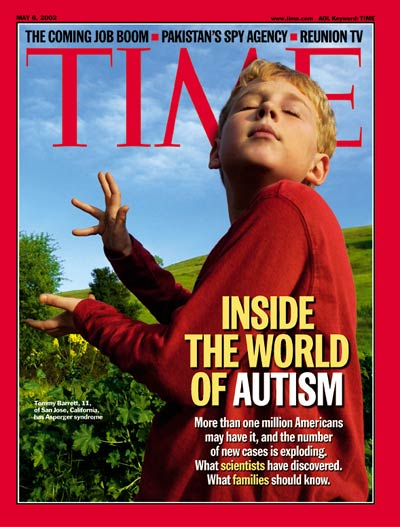 MAY 6, 2002
www.time.com AOL Keyword: TIME
THE COMING JOB BOOM ■ PAKISTAN'S SPY AGENCY ■ REUNION TV
TIME
INSIDE
THE WORLD
OF AUTISM
More than one million Americans
may have it, and the number
of new cases is exploding.
What scientists have discovered.
What families should know.
Tommy Barrett, 11,
of San Jose, California,
has Asperger syndrome